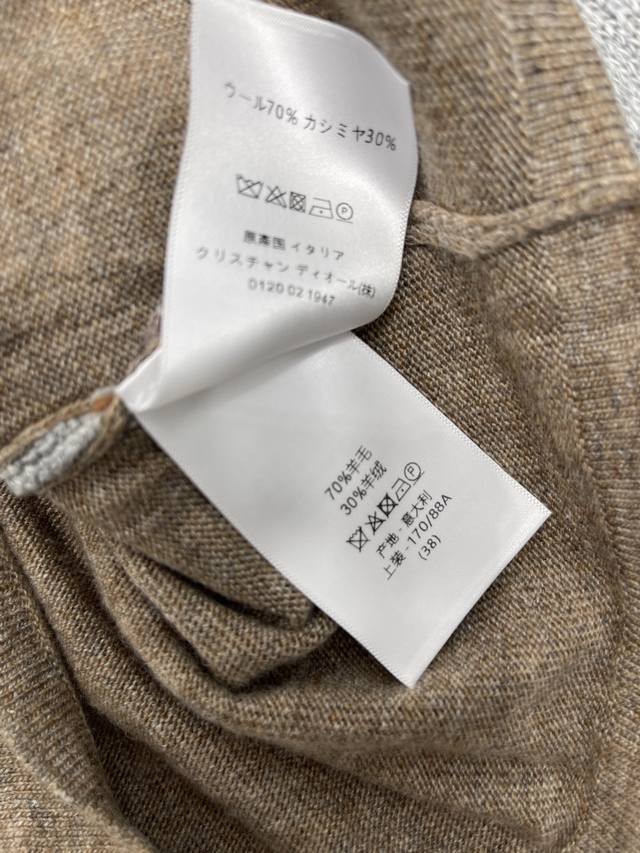 ウール70% カシミヤ30%
P
原産国 イタリア
クリスチャン ディオール(株)
0120 02 1947
70%羊毛
30%羊绒
P
产地 - 意大利
上装 - 170/88A
(38)